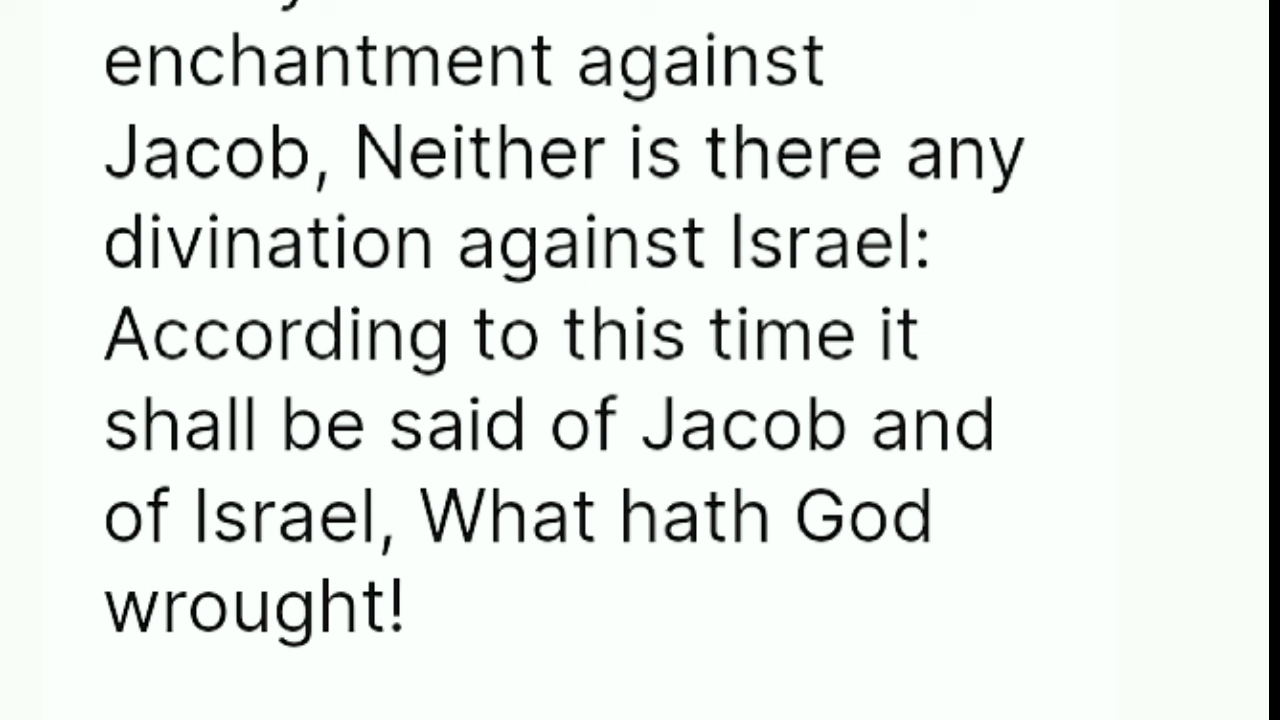 enchantment against
Jacob, Neither is there any
divination against Israel:
According to this time it
shall be said of Jacob and
of Israel, What hath God
wrought!